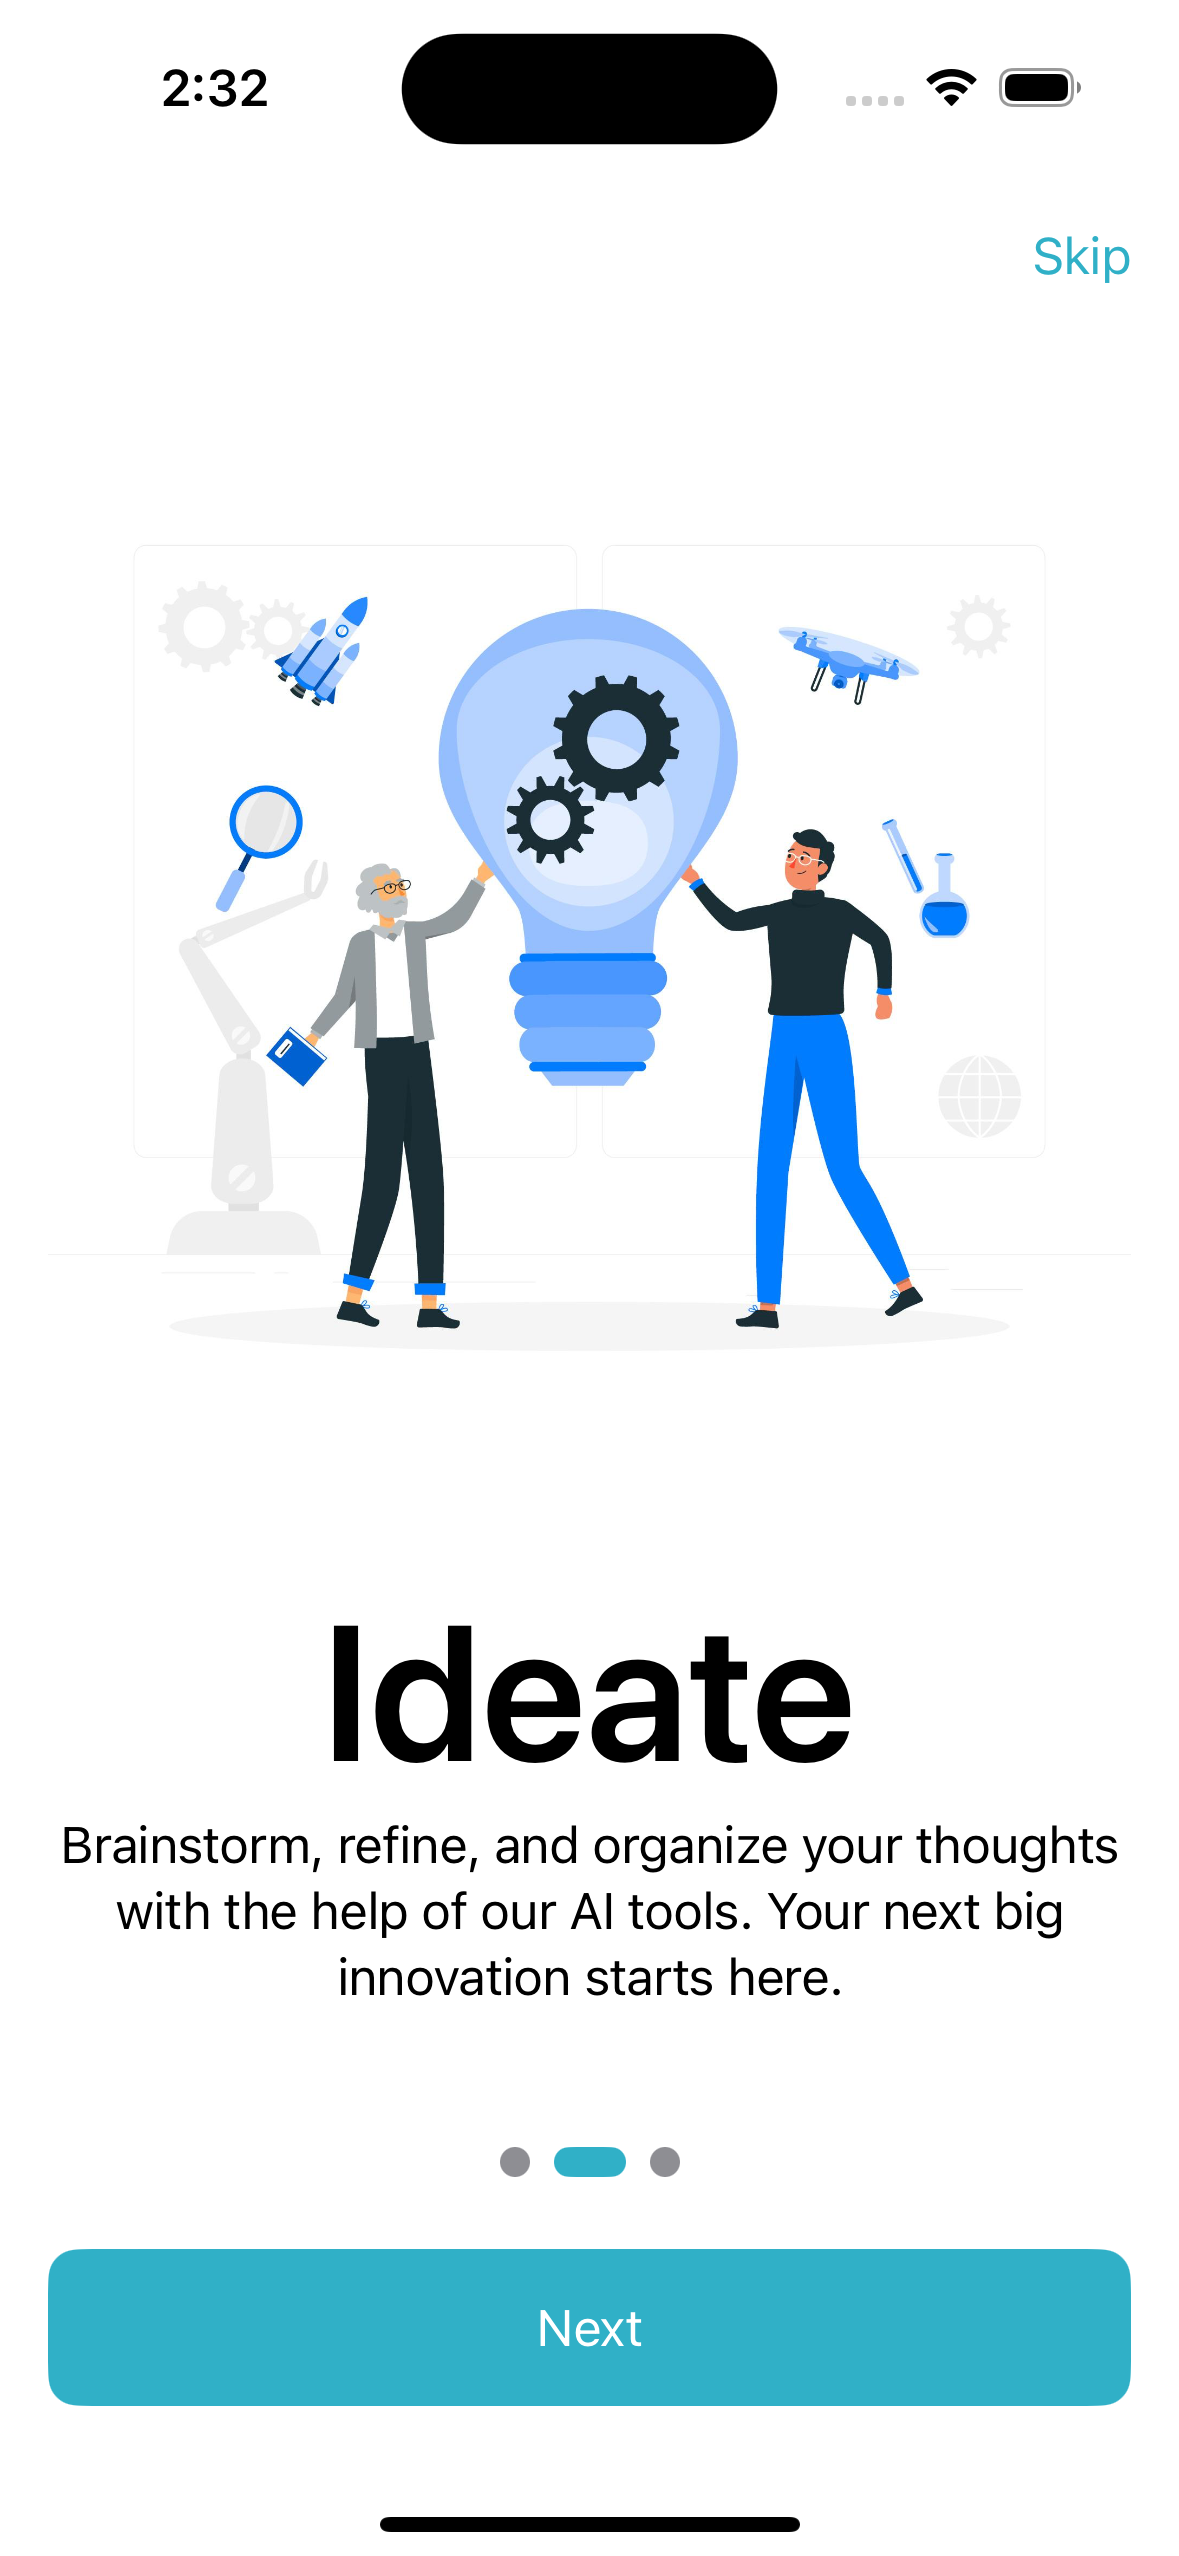 2:32
Skip
Ideate
Brainstorm, refine, and organize your thoughts
with the help of our AI tools. Your next big
innovation starts here.
Next